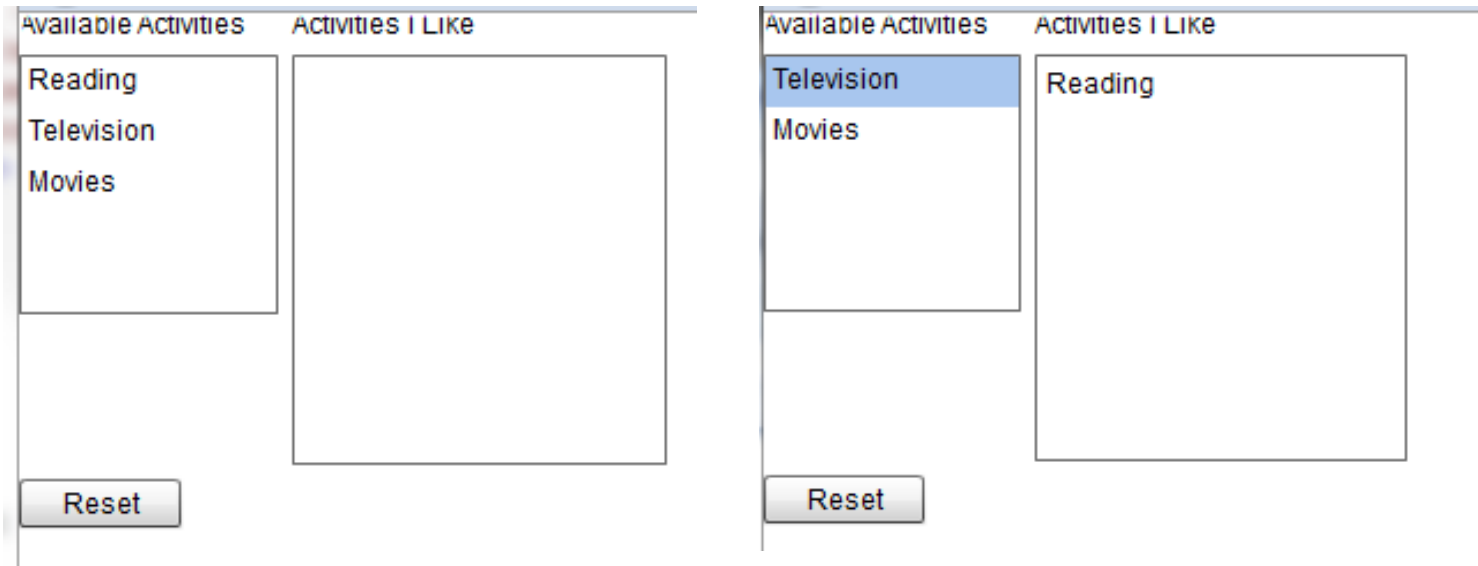 Available Activities Activities I Like
Reading
Television
Movies
Reset
Available Activities Activities I Like
Television
Movies
Reading
Reset